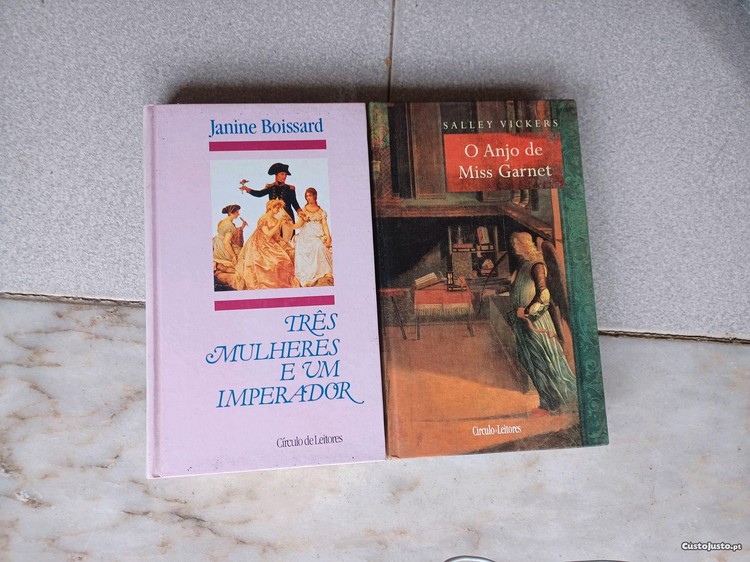 Janine Boissard
TRÊS
MULHERES
E UM
IMPERADOR
Círculo de Leitores
SALLEY VICKERS
O Anjo de
Miss Garnet
Círculo de Leitores
CustoJusto.pt